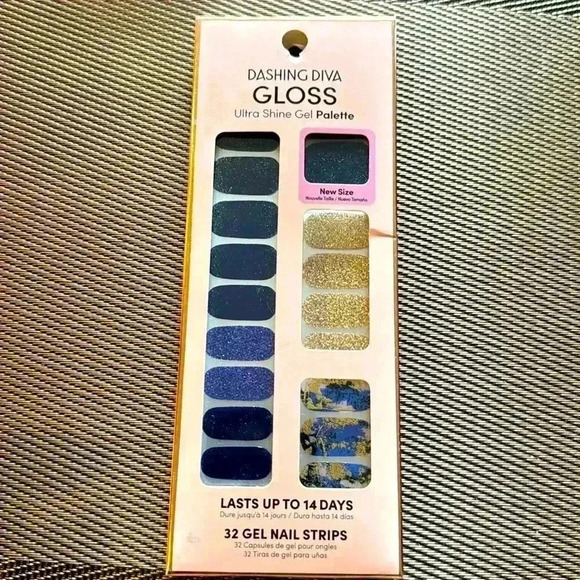 DASHING DIVA
GLOSS
Ultra Shine Gel Palette
New Size
Nouvelle Taille / Nuevo Tamaño
LASTS UP TO 14 DAYS
Dure jusqu'à 14 jours / Dura hasta 14 días
32 GEL NAIL STRIPS
32 Capsules de gel pour ongles
32 Tiras de gel para uñas